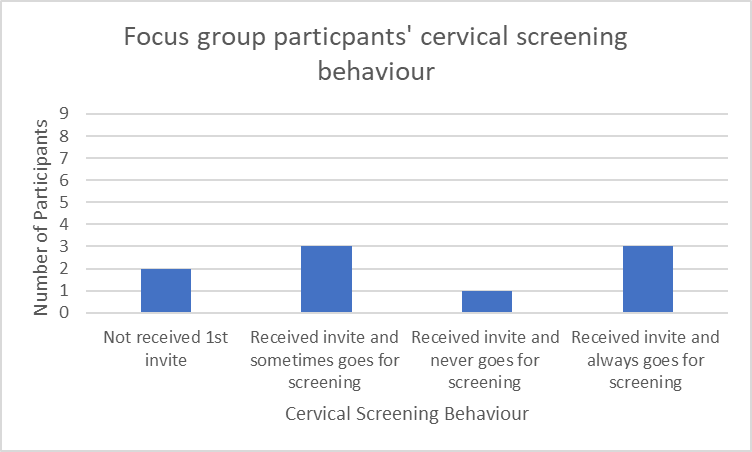 Focus group particpants' cervical screening
behaviour
Number of Participants
9
8
7
6
5
4
3
2
1
0
Not received 1st
invite
Received invite and
sometimes goes for
screening
Received invite and
never goes for
screening
Received invite and
always goes for
screening
Cervical Screening Behaviour